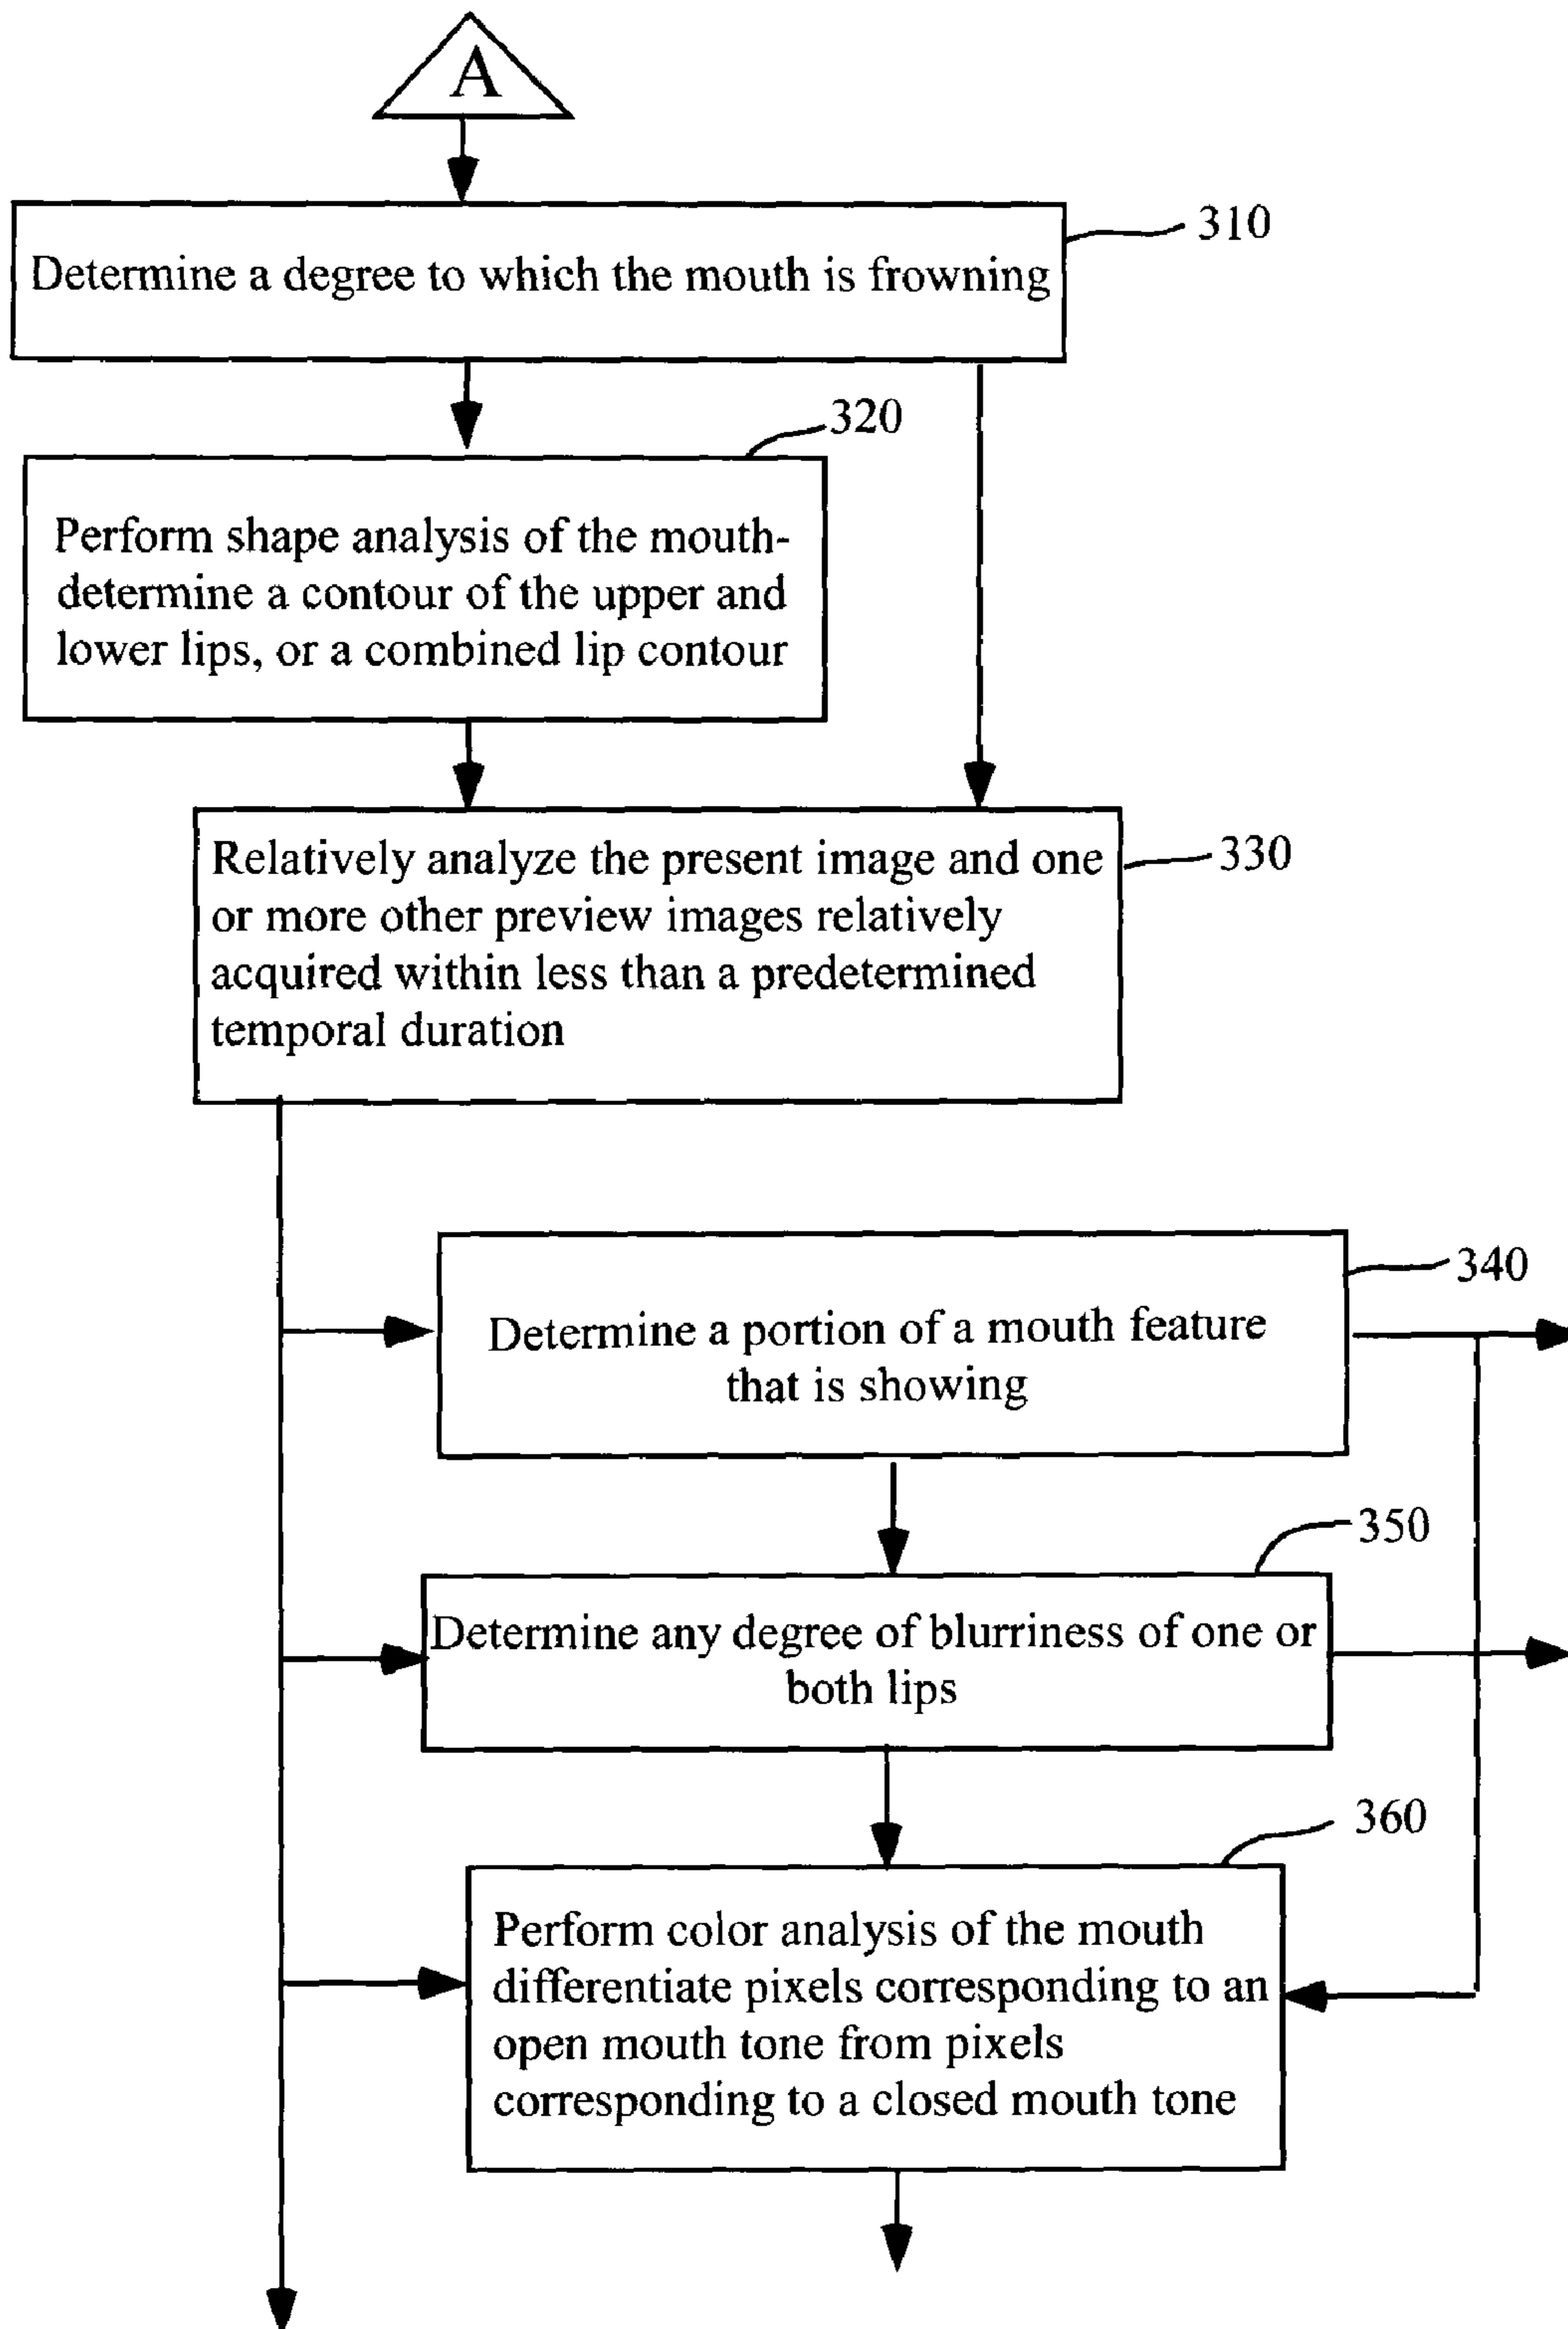 A
310
Determine a degree to which the mouth is frowning
320
Perform shape analysis of the mouth-
determine a contour of the upper and
lower lips, or a combined lip contour
330
Relatively analyze the present image and one
or more other preview images relatively
acquired within less than a predetermined
temporal duration
340
Determine a portion of a mouth feature
that is showing
350
Determine any degree of blurriness of one or
both lips
360
Perform color analysis of the mouth
differentiate pixels corresponding to an
open mouth tone from pixels
corresponding to a closed mouth tone